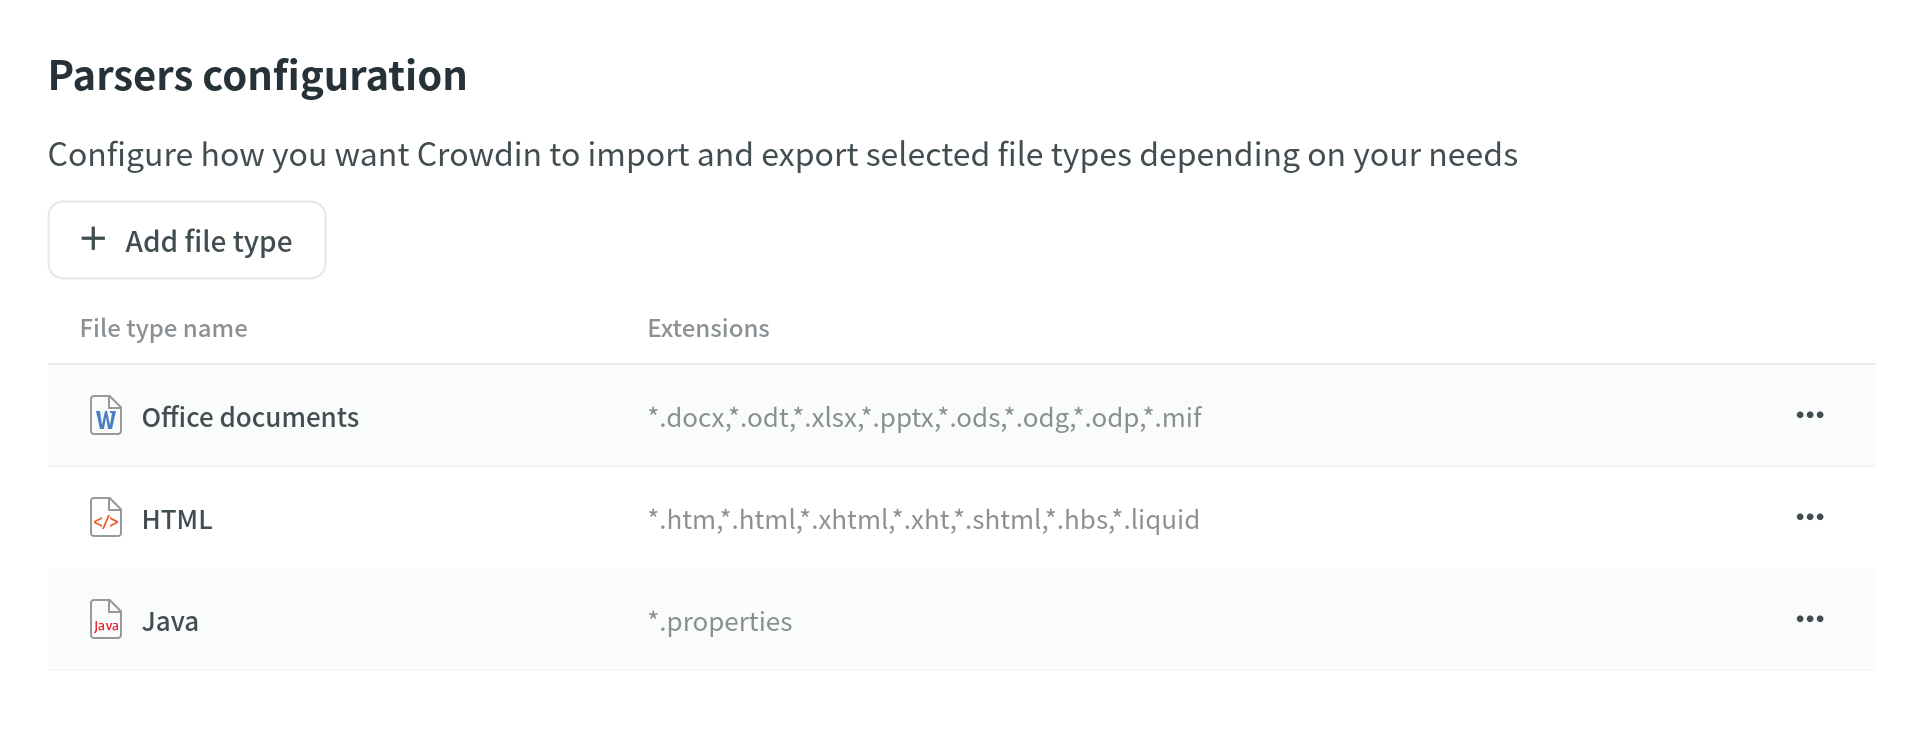 Parsers configuration
Configure how you want Crowdin to import and export selected file types depending on your needs
+ Add file type
File type name Extensions
W Office documents *.docx,*.odt,*.xlsx,*.pptx,*.ods,*.odg,*.odp,*.mif •••
</> HTML *.htm,*.html,*.xhtml,*.xht,*.shtml,*.hbs,*.liquid •••
Java Java *.properties •••